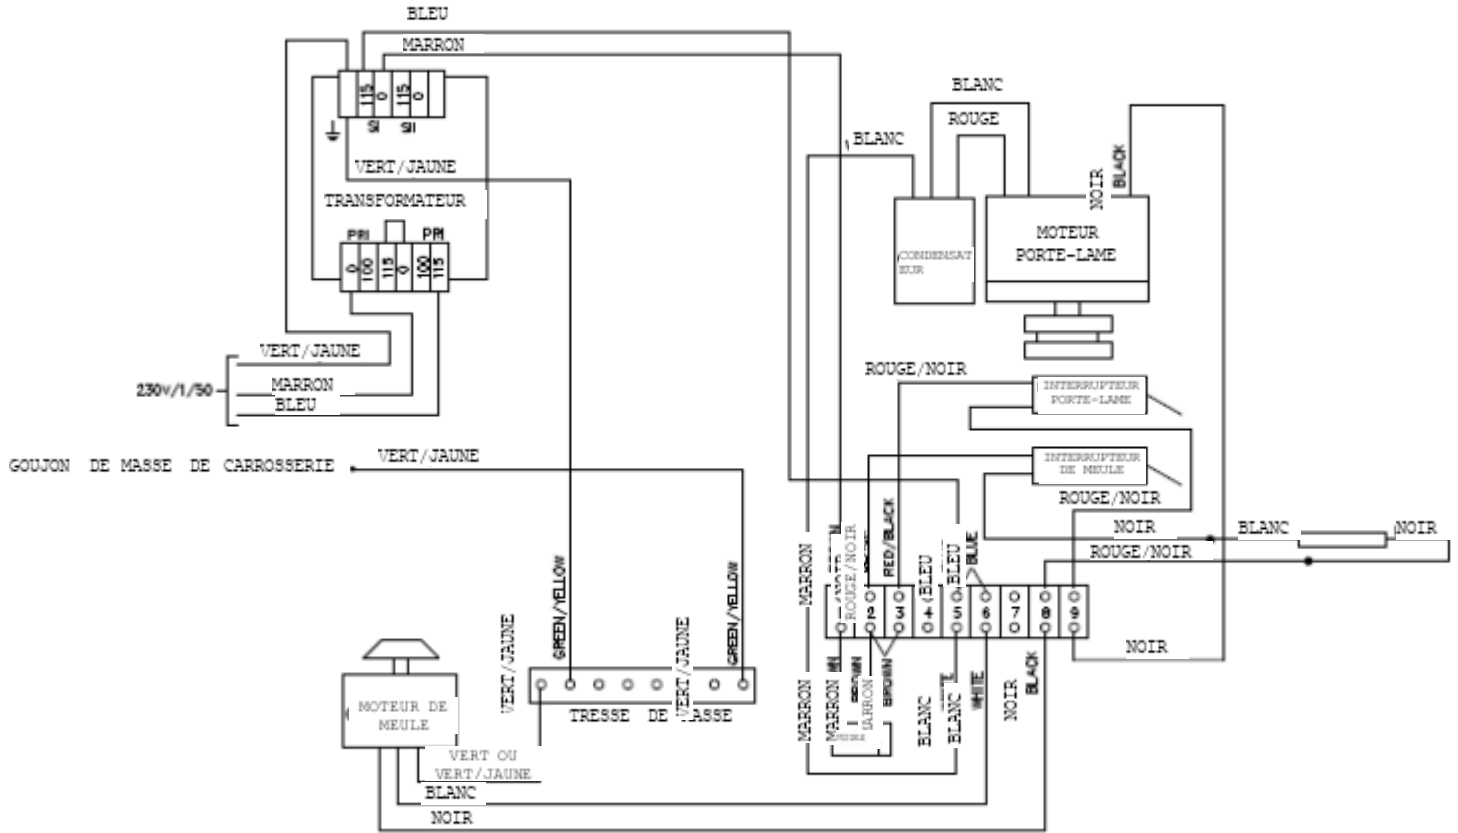 BLEU
MARRON
115
0
115
0
SI
SII
VERT/JAUNE
TRANSFORMATEUR
PRI
PRI
0
100
115
0
100
115
VERT/JAUNE
230V/1/50
MARRON
BLEU
GOUJON DE MASSE DE CARROSSERIE
VERT/JAUNE
BLANC
ROUGE
BLANC
NOIR
BLACK
CONDENSAT
EUR
MOTEUR
PORTE-LAME
ROUGE/NOIR
INTERRUPTEUR
PORTE-LAME
INTERRUPTEUR
DE MEULE
ROUGE/NOIR
NOIR
BLANC
NOIR
ROUGE/NOIR
MARRON
ROUGE/NOIR
RED/BLACK
(BLEU
BLEU
BLUE
2
3
4
5
6
7
8
9
NOIR
VERT/JAUNE
GREEN/YELLOW
VERT/JAUNE
GREEN/YELLOW
TRESSE DE MASSE
MARRON
MARRON
BROWN
BLANC
BLANC
WHITE
NOIR
BLACK
MOTEUR DE
MEULE
VERT OU
VERT/JAUNE
BLANC
NOIR